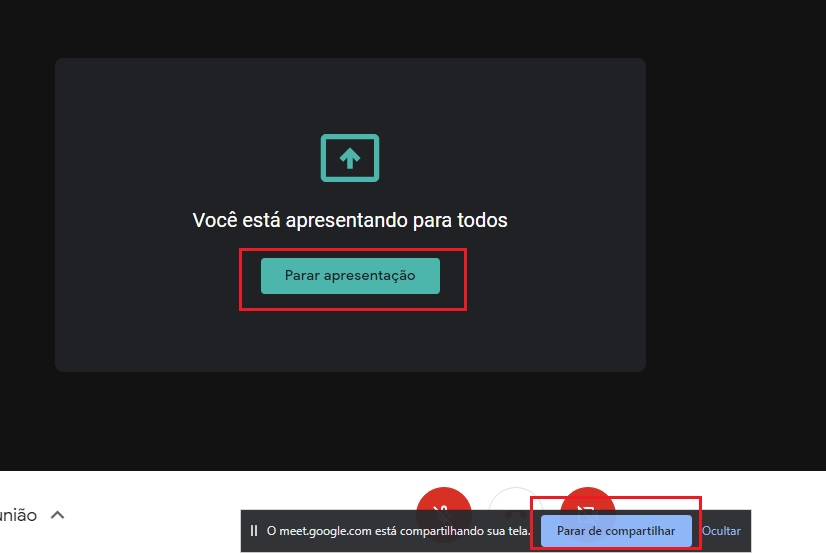 Você está apresentando para todos
Parar apresentação
união
O meet.google.com está compartilhando sua tela. Parar de compartilhar Ocultar